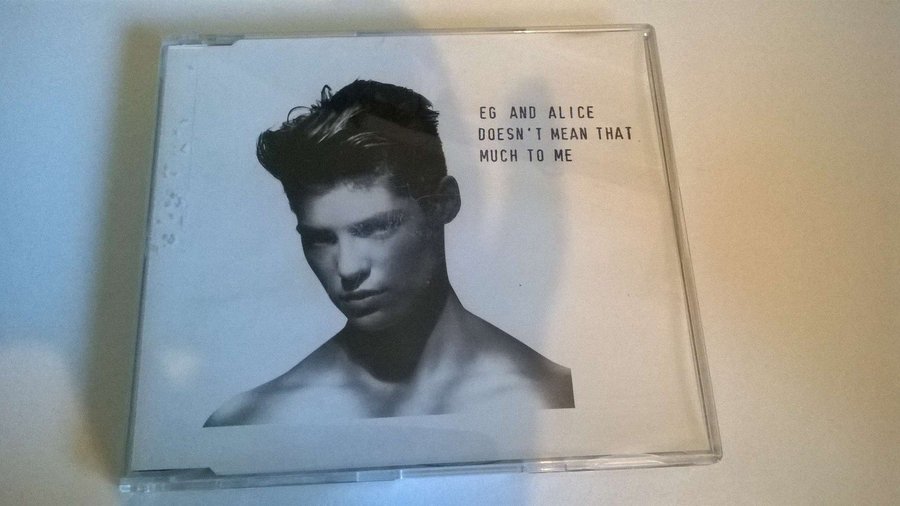 EG AND ALICE
DOESN'T MEAN THAT
MUCH TO ME